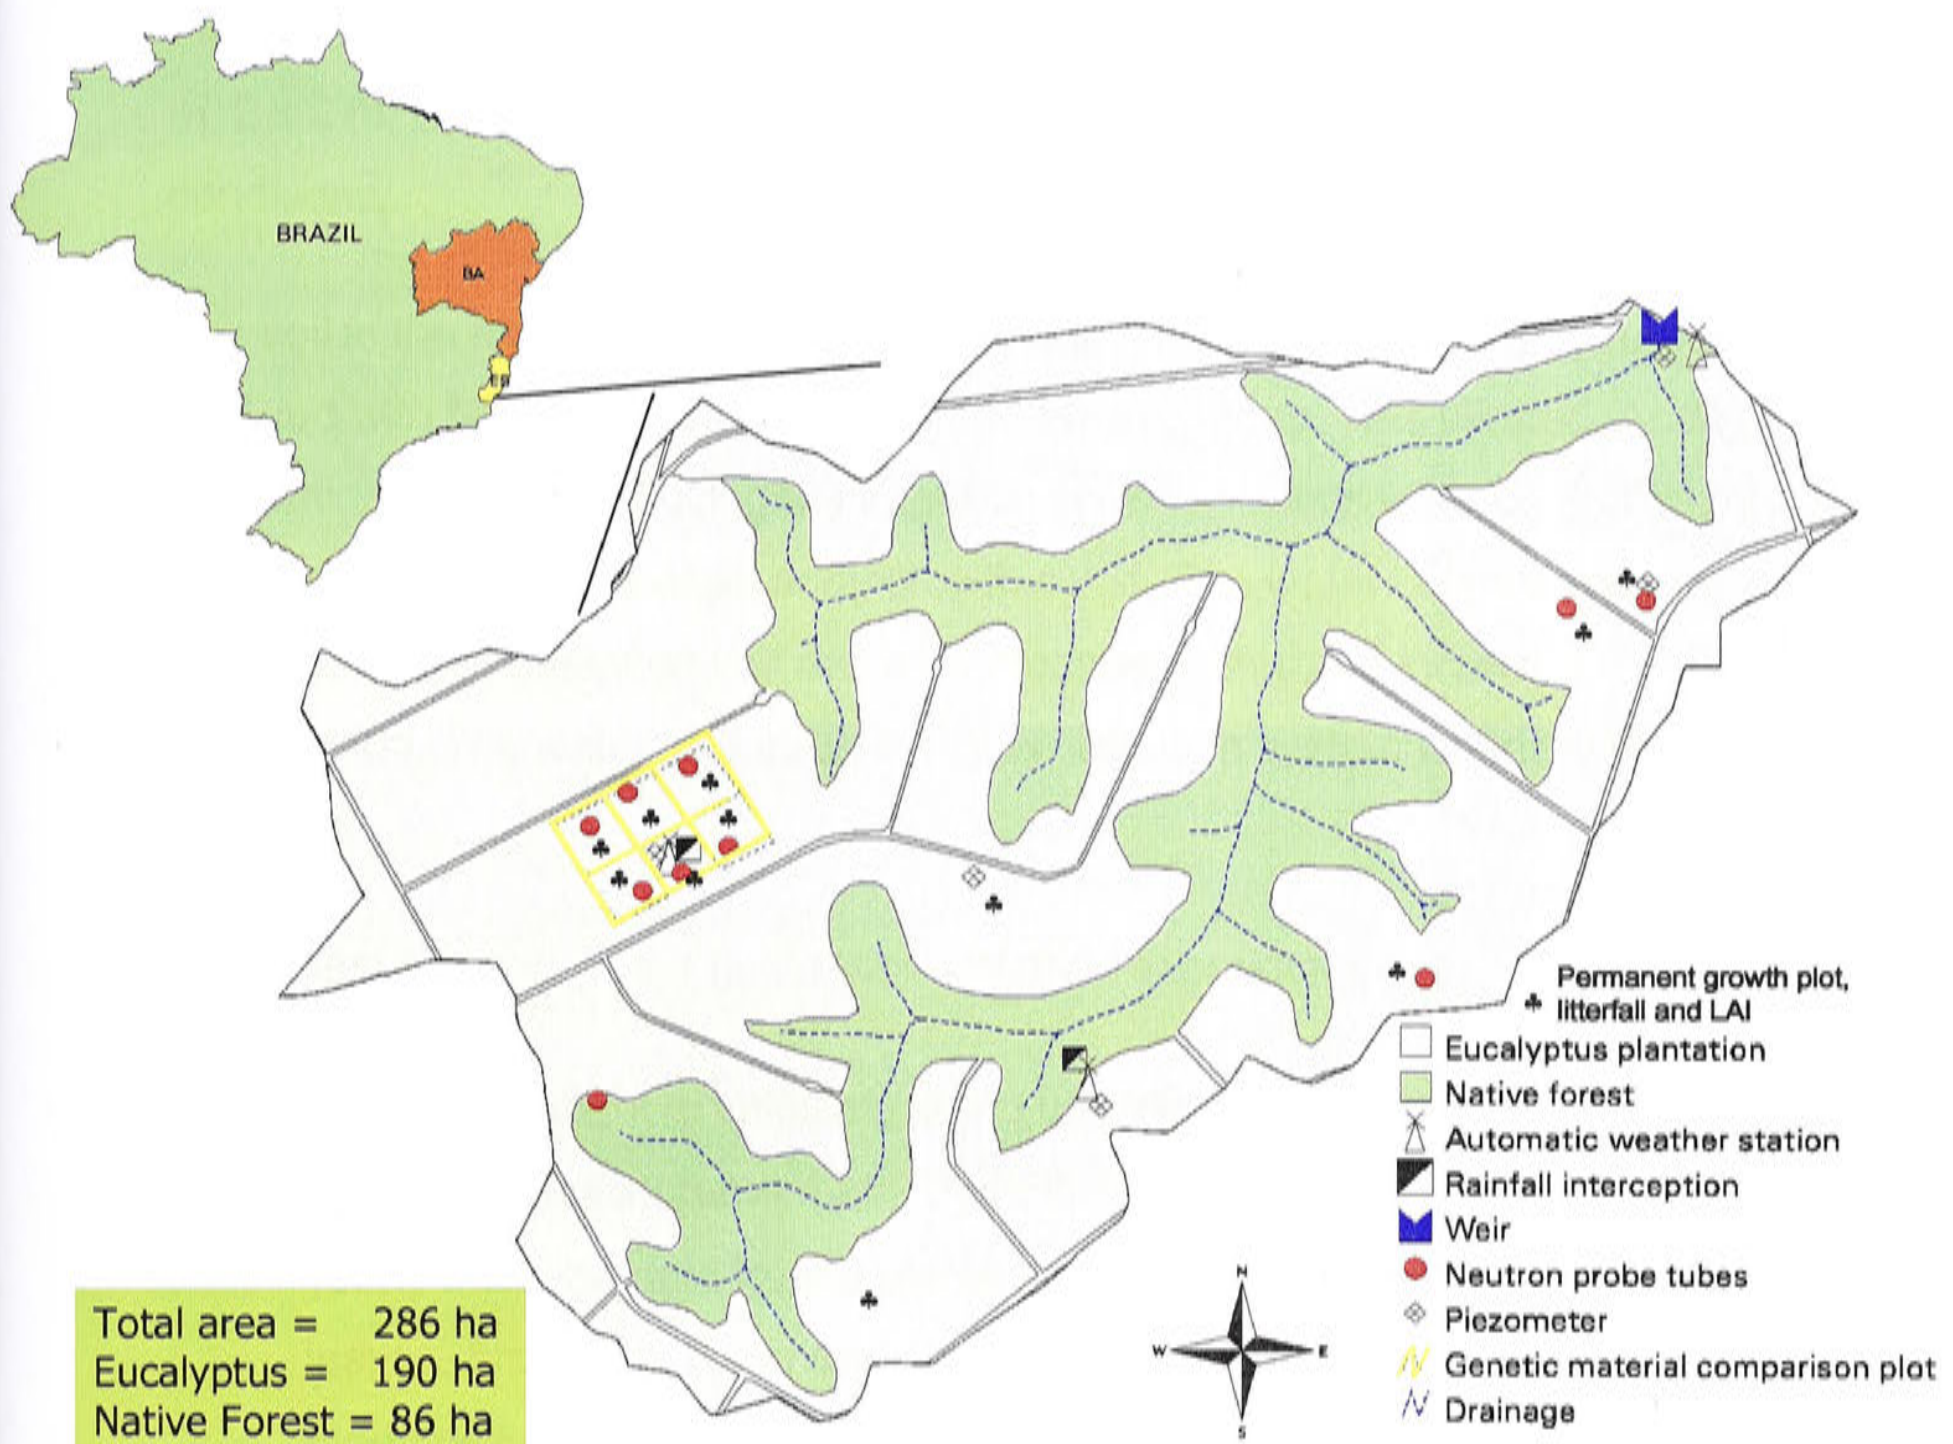 BRAZIL
BA
ES
Permanent growth plot,
litterfall and LAI
Eucalyptus plantation
Native forest
Automatic weather station
Rainfall interception
Weir
Neutron probe tubes
Piezometer
Genetic material comparison plot
Drainage
N
W
E
S
Total area = 286 ha
Eucalyptus = 190 ha
Native Forest = 86 ha